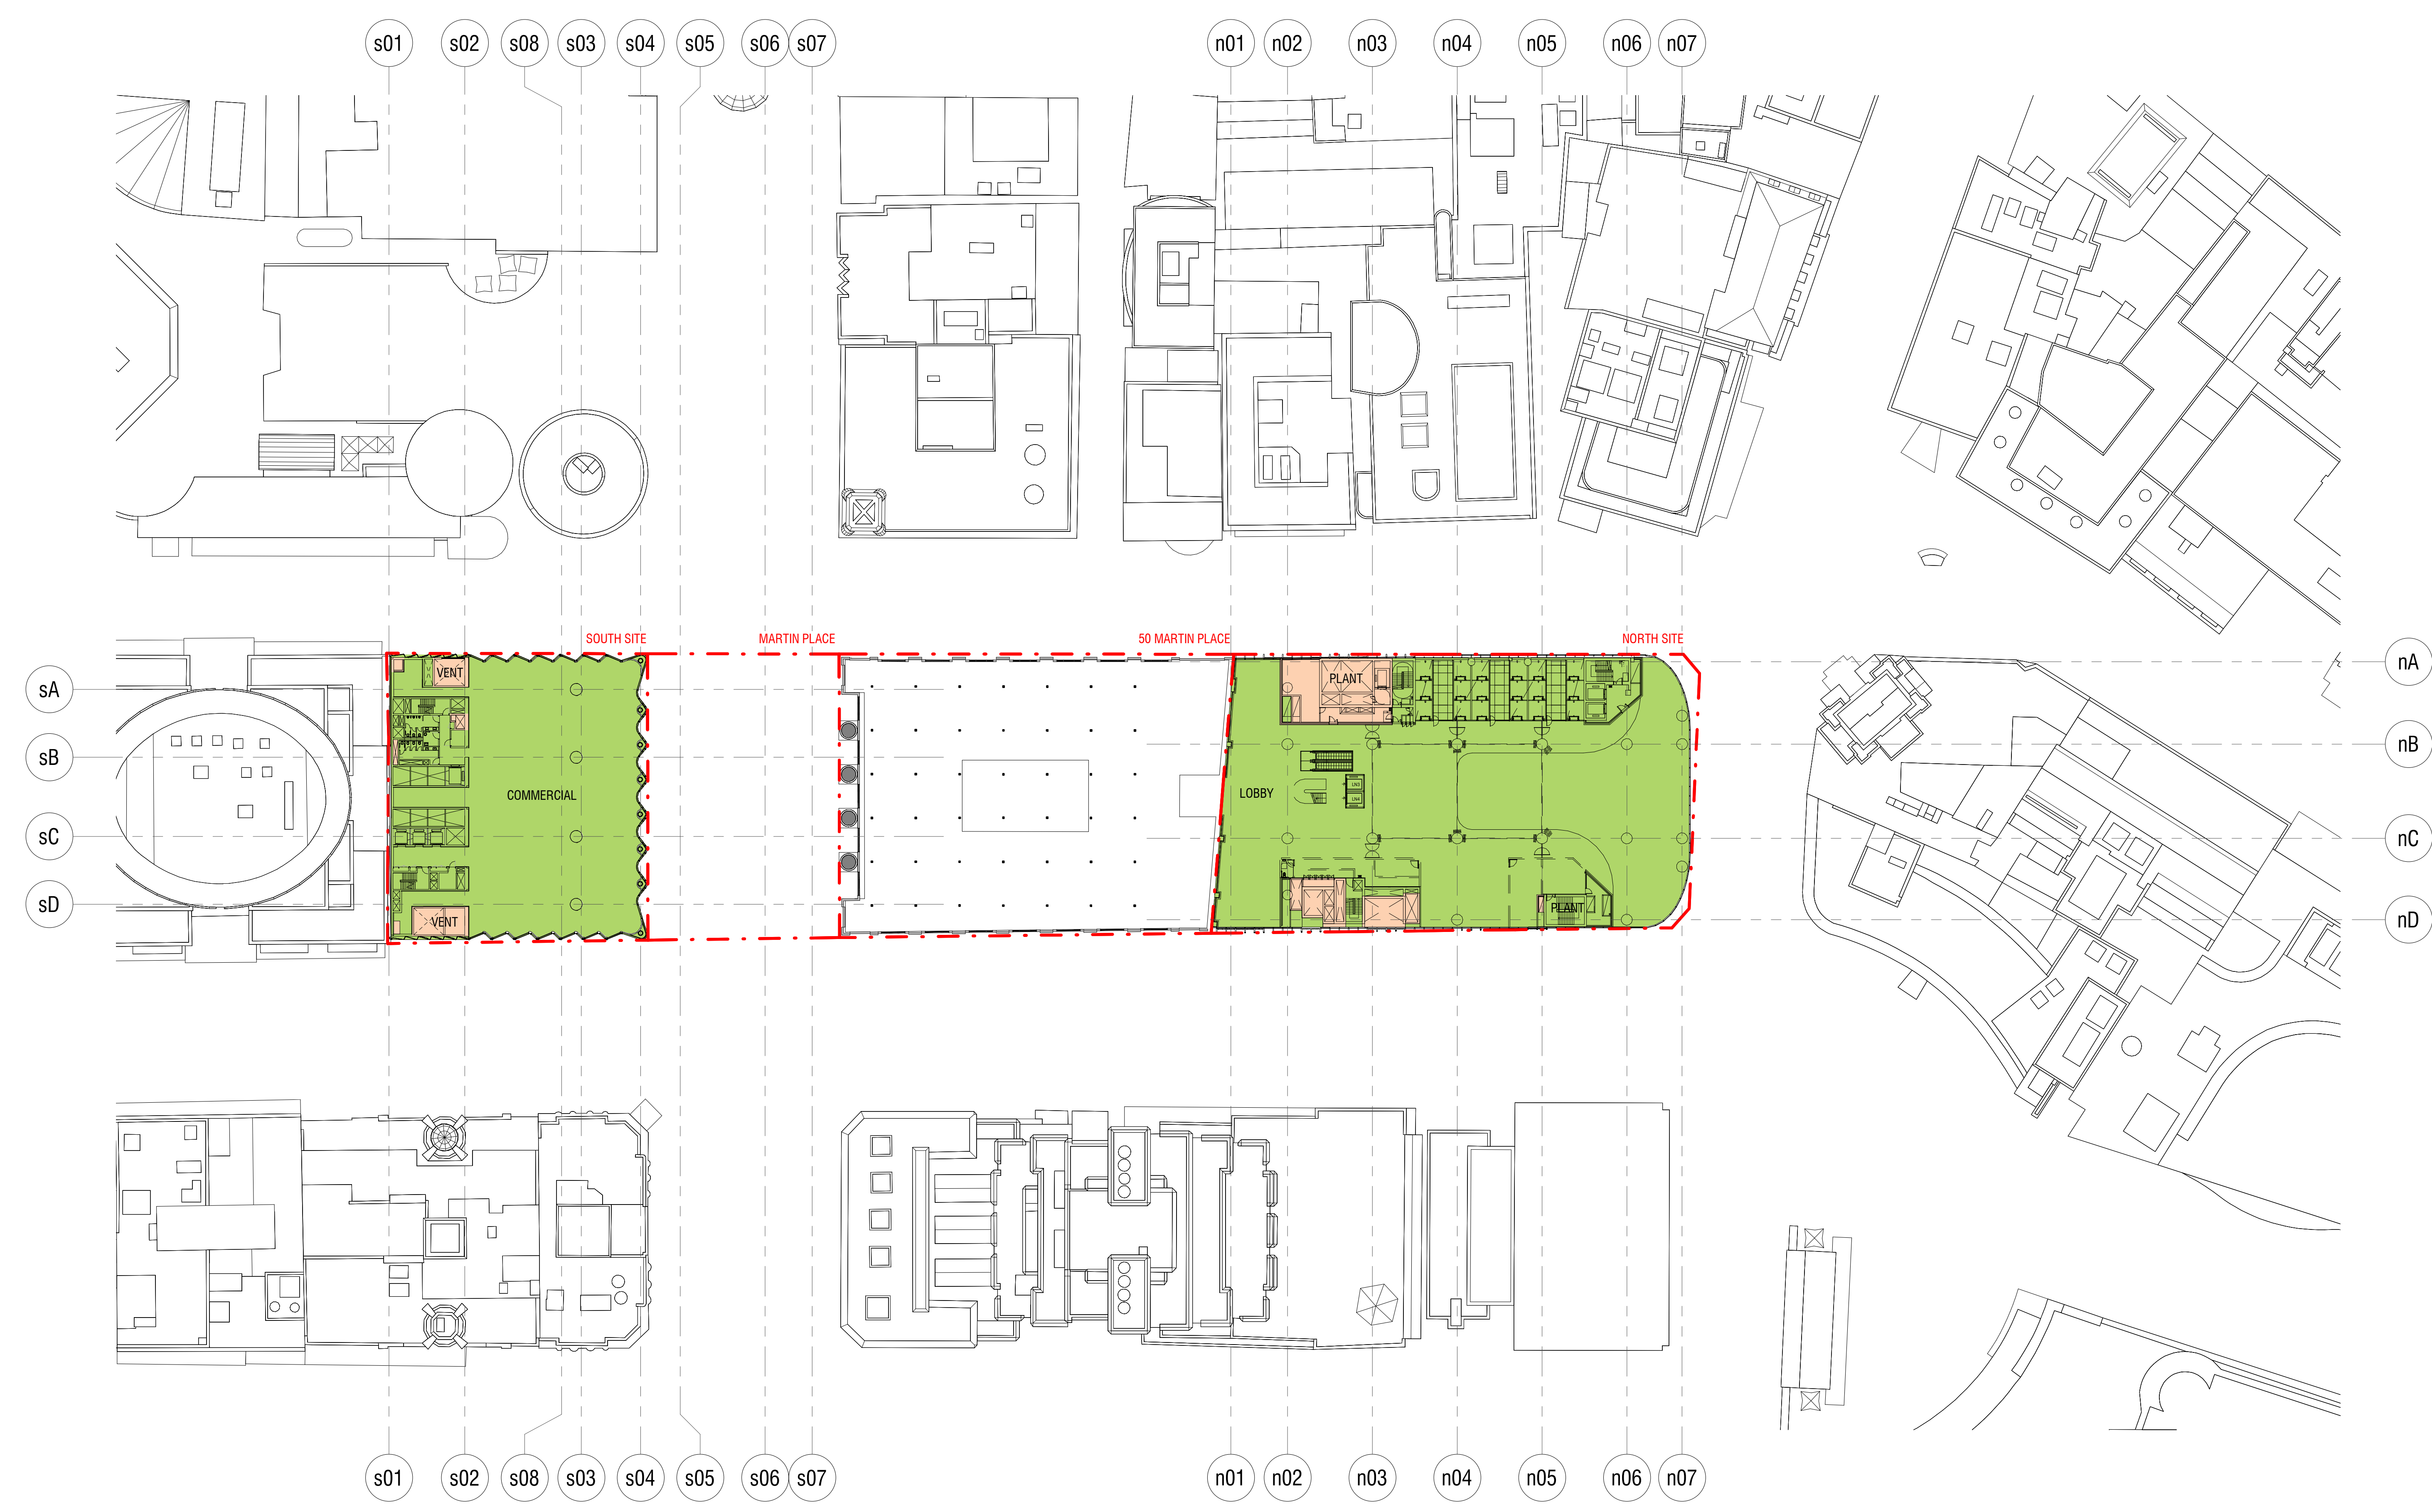 s01 s02 s08 s03 s04 s05 s06 s07 n01 n02 n03 n04 n05 n06 n07
SOUTH SITE MARTIN PLACE 50 MARTIN PLACE NORTH SITE
nA
VENT
PLANT
sA
nB
sB
LN3
COMMERCIAL
LOBBY
LN4
sC
nC
sD
PLANT
nD
VENT
s01 s02 s08 s03 s04 s05 s06 s07 n01 n02 n03 n04 n05 n06 n07